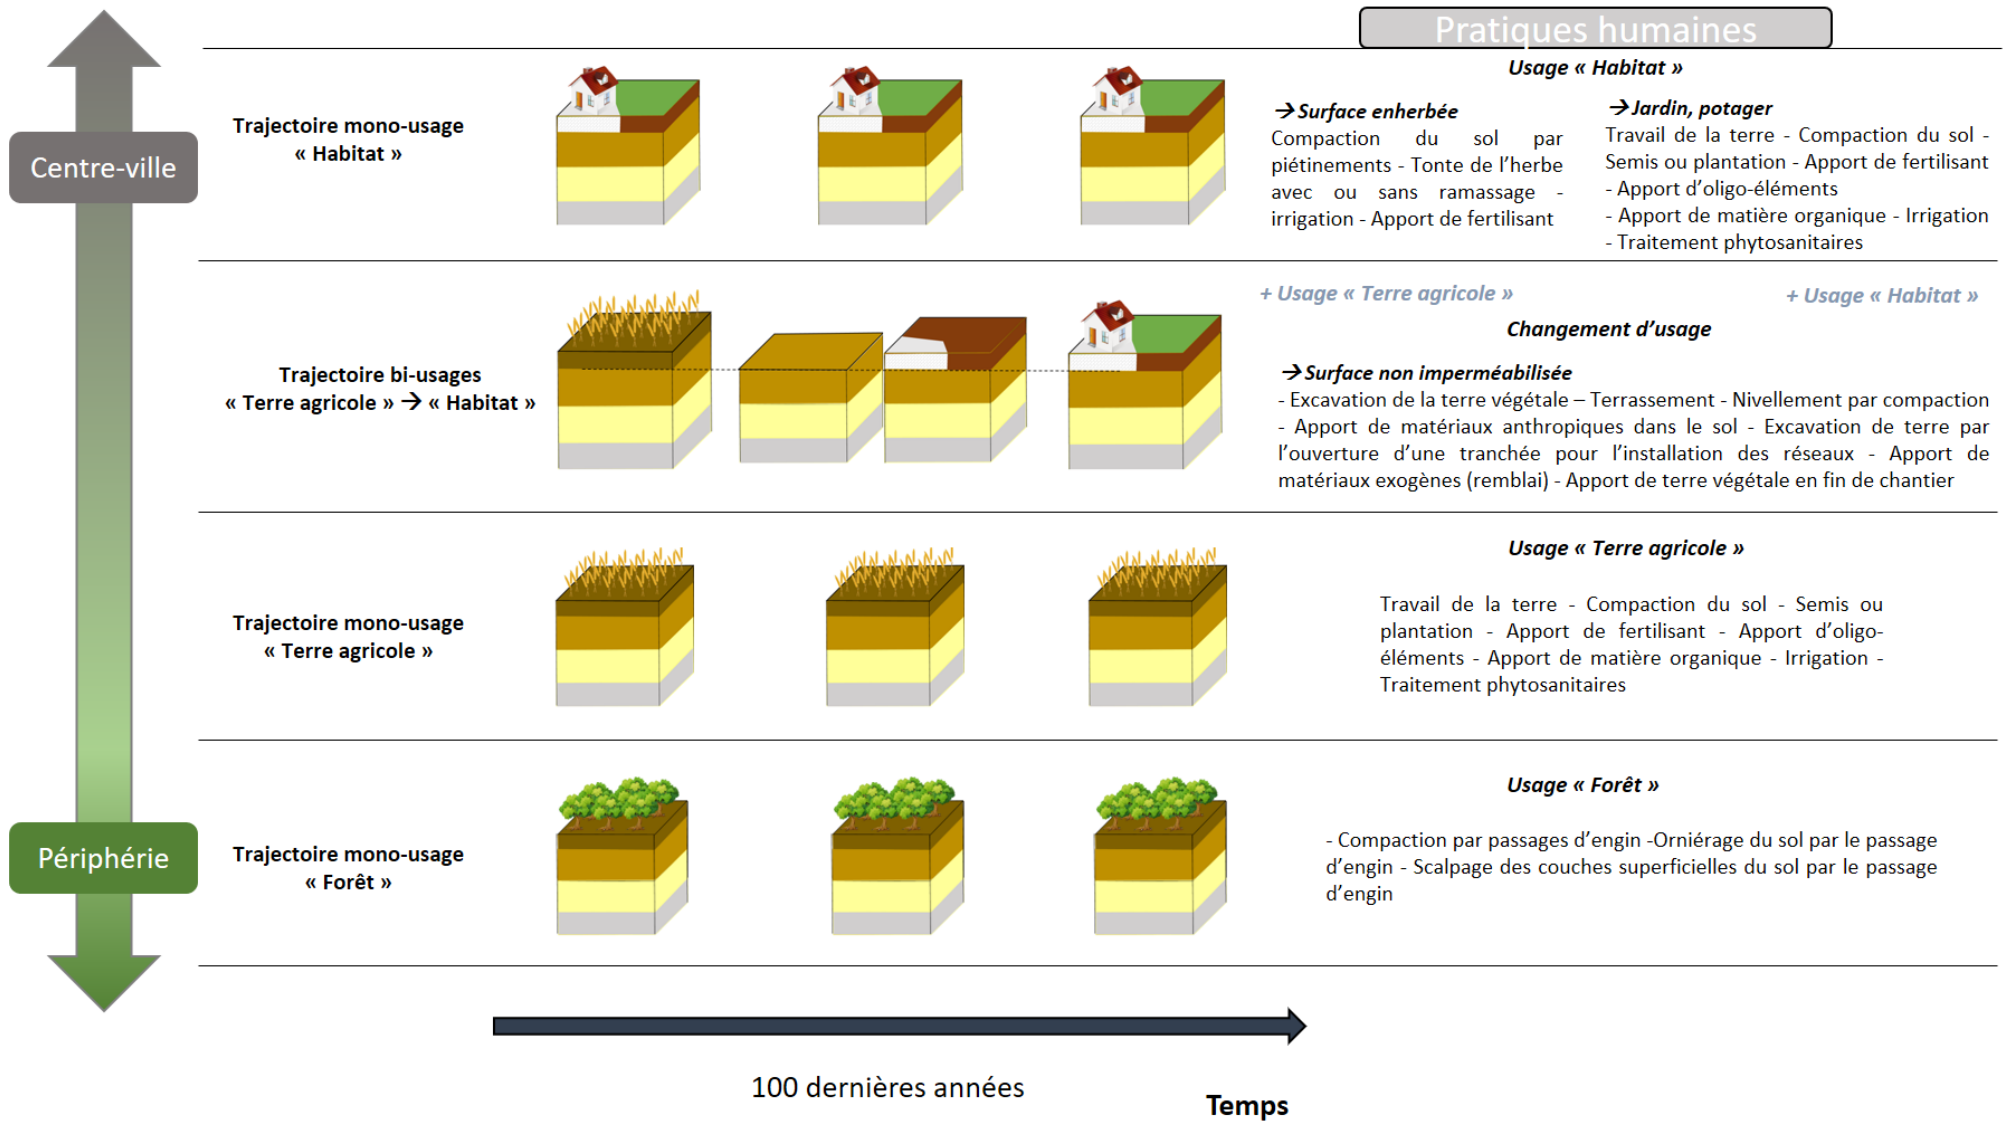 Pratiques humaines
Centre-ville
Trajectoire mono-usage
« Habitat »
Usage « Habitat »
→ Surface enherbée
Compaction du sol par
piétinements - Tonte de l’herbe
avec ou sans ramassage -
irrigation - Apport de fertilisant
→ Jardin, potager
Travail de la terre - Compaction du sol -
Semis ou plantation - Apport de fertilisant
- Apport d’oligo-éléments
- Apport de matière organique - Irrigation
- Traitement phytosanitaires
Trajectoire bi-usages
« Terre agricole » → « Habitat »
+ Usage « Terre agricole »
+ Usage « Habitat »
Changement d’usage
→ Surface non imperméabilisée
- Excavation de la terre végétale – Terrassement - Nivellement par compaction
- Apport de matériaux anthropiques dans le sol - Excavation de terre par
l’ouverture d’une tranchée pour l’installation des réseaux - Apport de
matériaux exogènes (remblai) - Apport de terre végétale en fin de chantier
Trajectoire mono-usage
« Terre agricole »
Usage « Terre agricole »
Travail de la terre - Compaction du sol - Semis ou
plantation - Apport de fertilisant - Apport d’oligo-
éléments - Apport de matière organique - Irrigation -
Traitement phytosanitaires
Périphérie
Trajectoire mono-usage
« Forêt »
Usage « Forêt »
- Compaction par passages d’engin -Orniérage du sol par le passage
d’engin - Scalpage des couches superficielles du sol par le passage
d’engin
100 dernières années
Temps